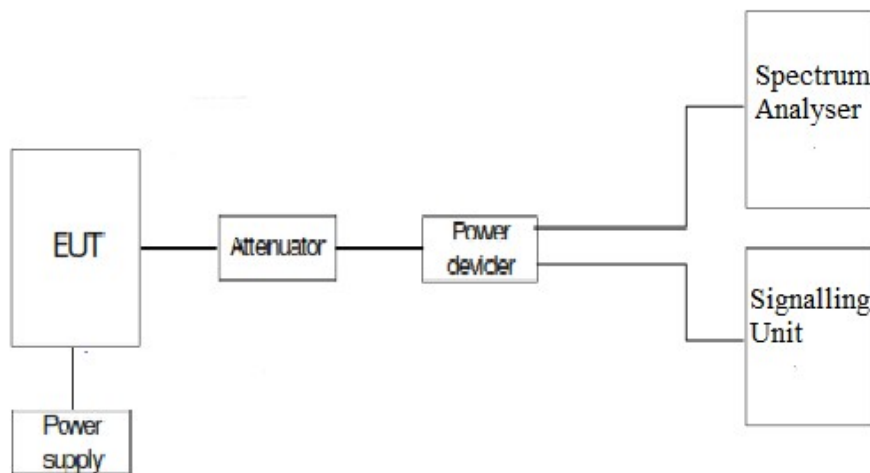 Spectrum
Analyser
EUT
Attenuator
Power
devider
Signalling
Unit
Power
supply